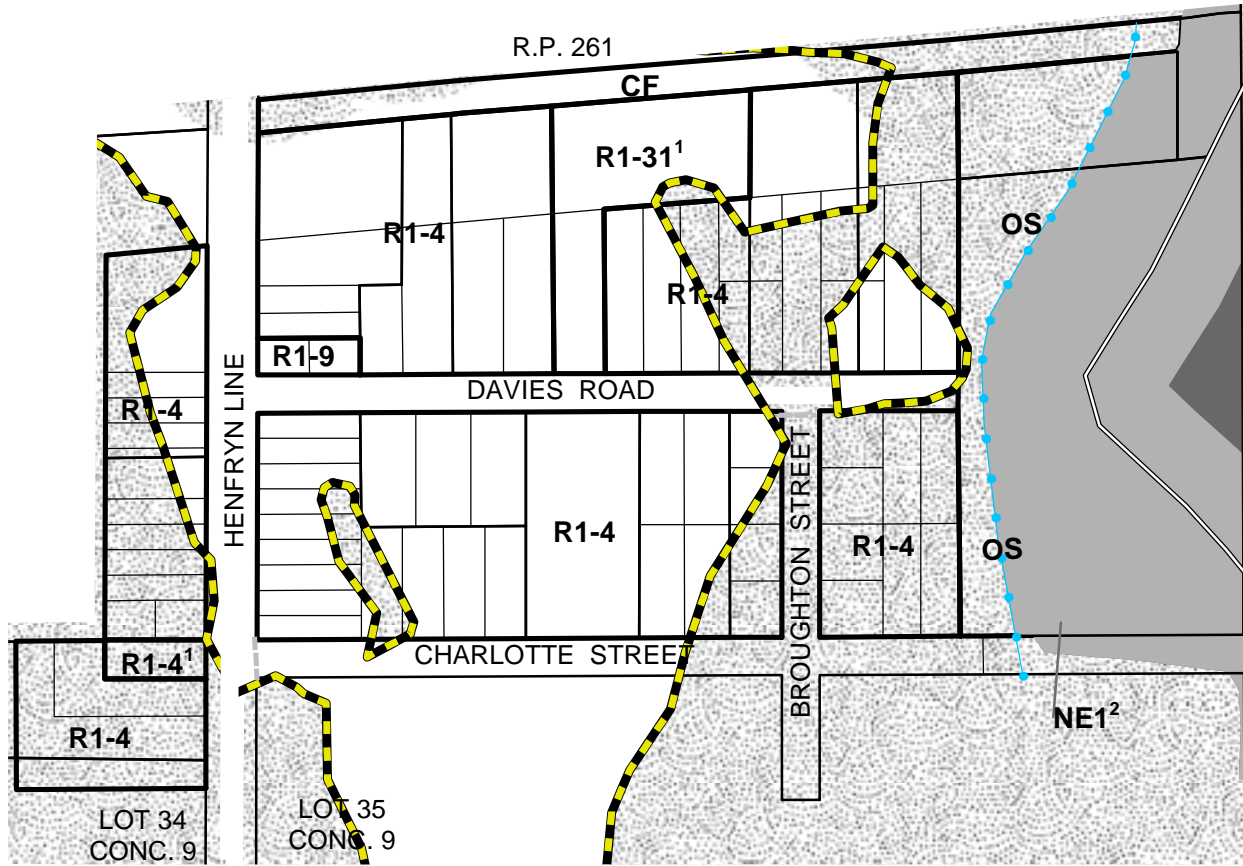 R.P. 261
CF
R1-31¹
R1-4
OS
R1-4
R1-9
DAVIES ROAD
R1-4
HENFRYN LINE
BROUGHTON STREET
R1-4
R1-4
OS
CHARLOTTE STREET
R1-4¹
NE1²
R1-4
LOT 34
CONC. 9
LOT 35
CONC. 9